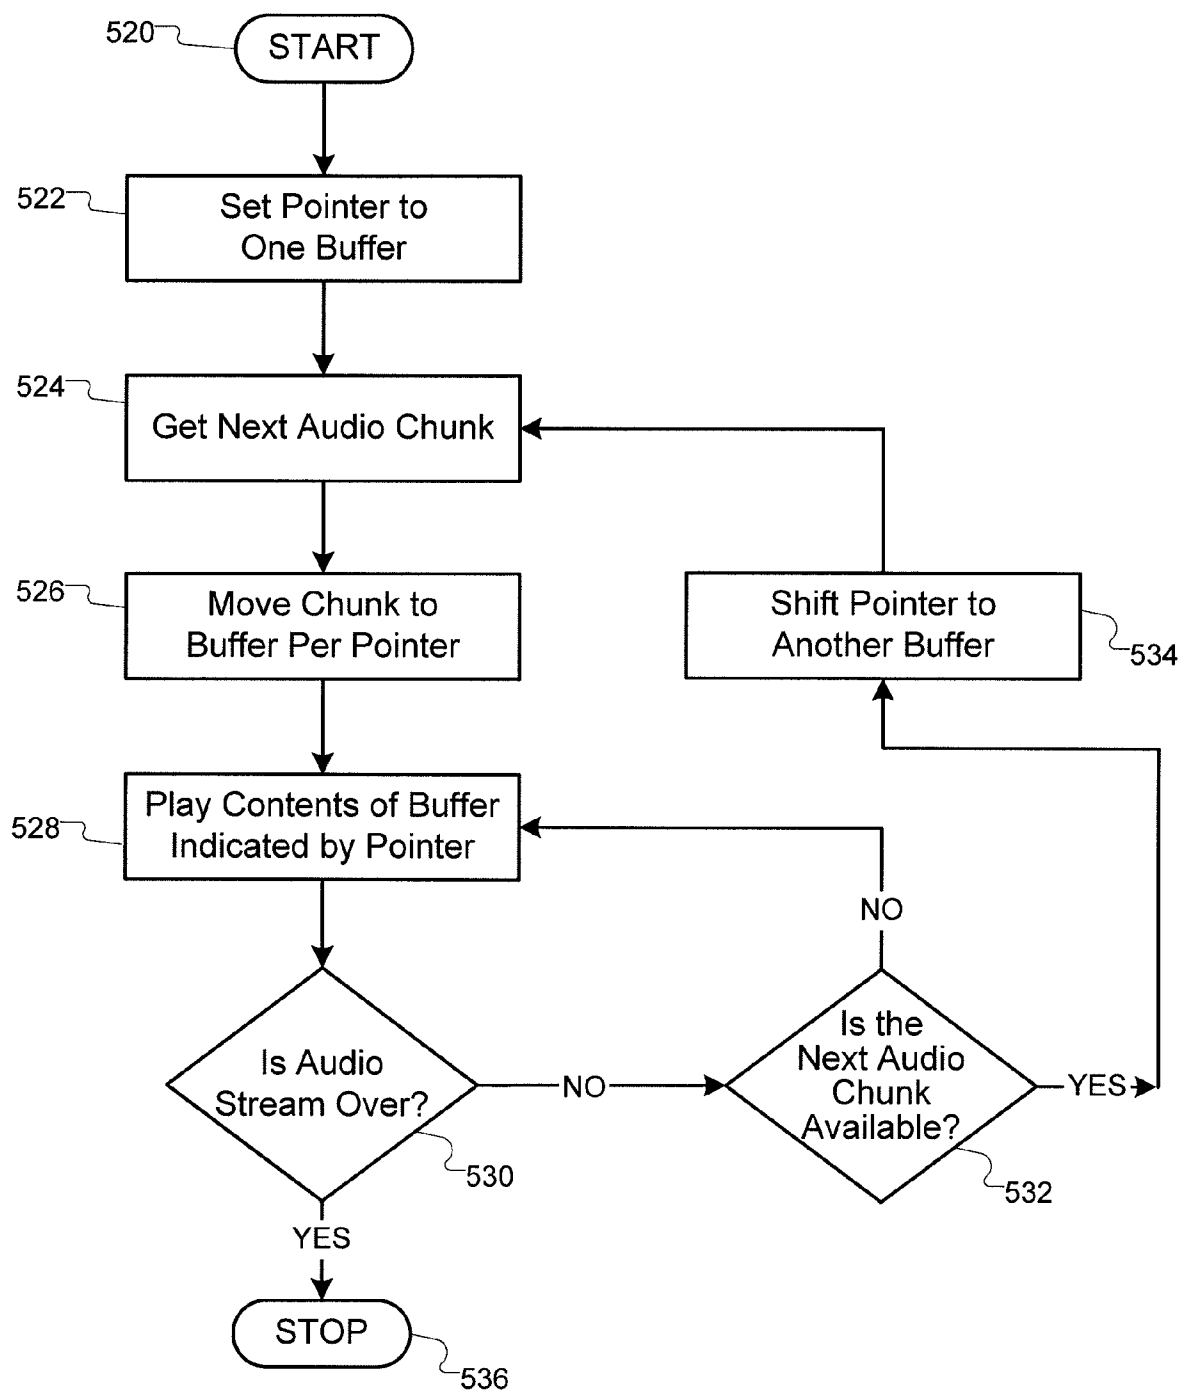 520
START
522
Set Pointer to
One Buffer
524
Get Next Audio Chunk
526
Move Chunk to
Buffer Per Pointer
Shift Pointer to
Another Buffer
534
528
Play Contents of Buffer
Indicated by Pointer
NO
Is Audio
Stream Over?
530
NO
Is the
Next Audio
Chunk
Available?
532
YES
YES
STOP
536